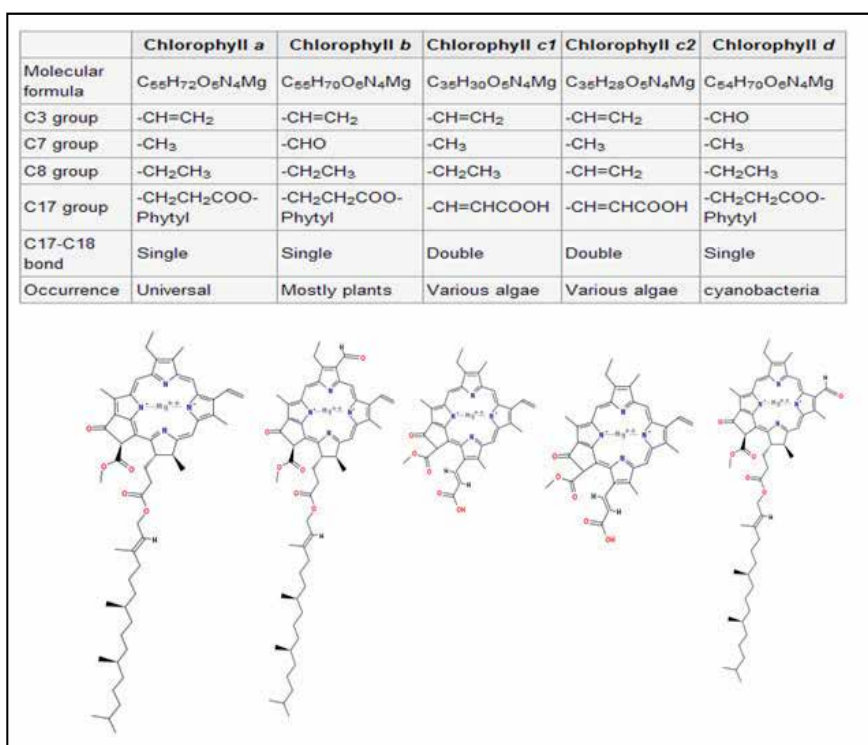 Chlorophyll a Chlorophyll b Chlorophyll c1 Chlorophyll c2 Chlorophyll d
Molecular formula C₅₅H₇₂O₅N₄Mg C₅₅H₇₀O₆N₄Mg C₃₅H₃₀O₅N₄Mg C₃₅H₂₈O₅N₄Mg C₅₄H₇₀O₆N₄Mg
C3 group -CH=CH₂ -CH=CH₂ -CH=CH₂ -CH=CH₂ -CHO
C7 group -CH₃ -CHO -CH₃ -CH₃ -CH₃
C8 group -CH₂CH₃ -CH₂CH₃ -CH₂CH₃ -CH=CH₂ -CH₂CH₃
C17 group -CH₂CH₂COO-Phytyl -CH₂CH₂COO-Phytyl -CH=CHCOOH -CH=CHCOOH -CH₂CH₂COO-Phytyl
C17-C18 bond Single Single Double Double Single
Occurrence Universal Mostly plants Various algae Various algae cyanobacteria